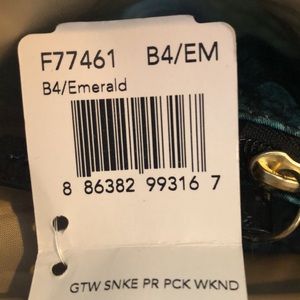 F77461 B4/EM
B4/Emerald
8 86382 99316 7
GTW SNKE PR PCK WKND